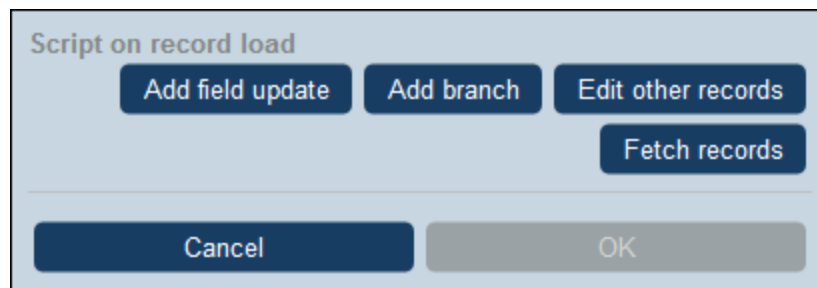 Script on record load
Add field update Add branch Edit other records
Fetch records
Cancel OK